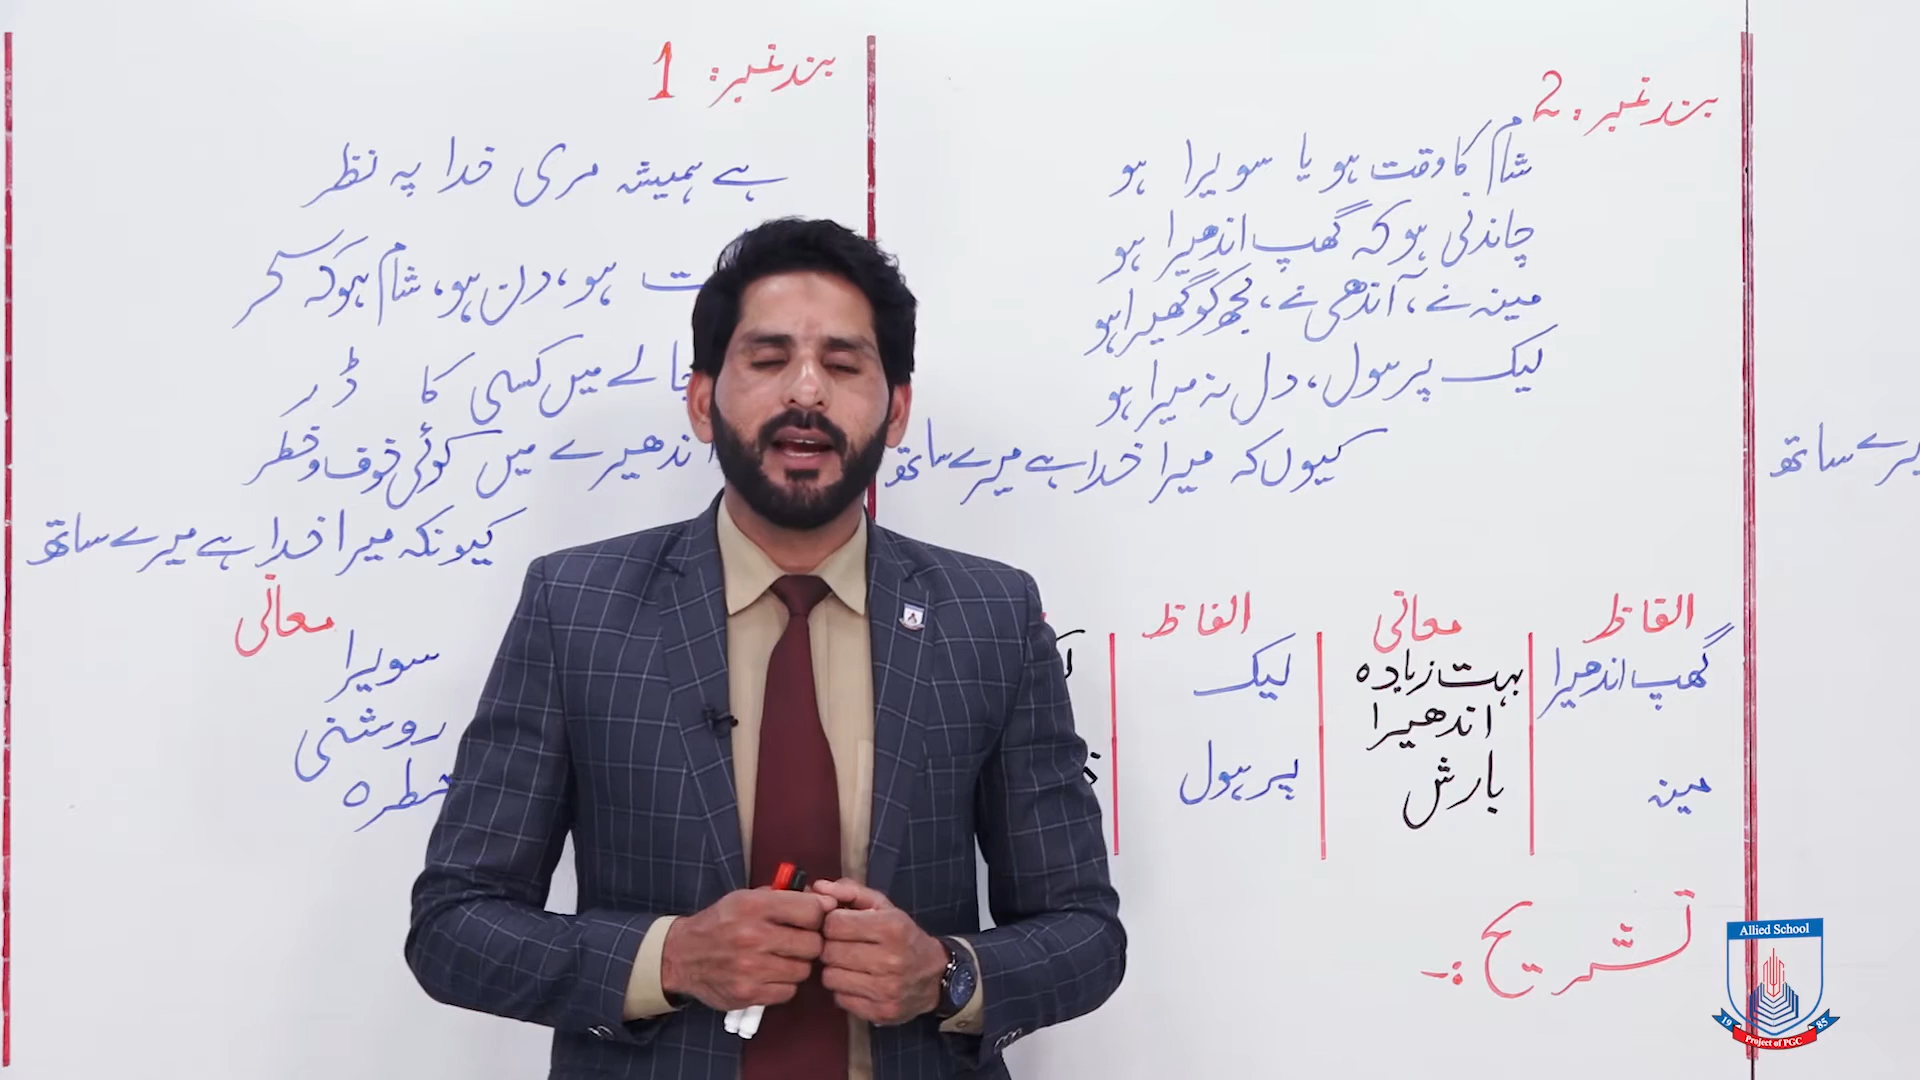 بند نمبر: 2
شام کا وقت ہو یا سویرا ہو
چاندنی ہو کہ گھپ اندھیرا ہو
مینہ نے، آندھی نے، مجھ کو گھیرا ہو
لیک پر ہول، دل نہ میرا ہو
کیوں کہ میرا خدا ہے میرے ساتھ
الفاظ
معانی
الفاظ
گھپ اندھیرا
بہت زیادہ
اندھیرا
لیک
مینہ
بارش
پر ہول
تشریح:-
بند نمبر: 1
ہے ہمیشہ مری خدا پہ نظر
ہو، دن ہو، شام ہو کہ سحر
میں کسی کا ڈر
اندھیرے میں کوئی خوف و خطر
کیونکہ میرا خدا ہے میرے ساتھ
معانی
سویرا
روشنی
خطرہ
ساتھ
Allied School
1985
Project of PGC